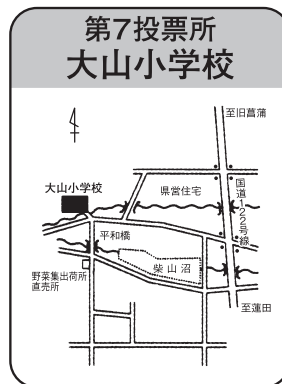 第7投票所
大山小学校
至旧菖蒲
大山小学校
県営住宅
国道122号線
平和橋
柴山沼
野菜集出荷所
直売所
至蓮田